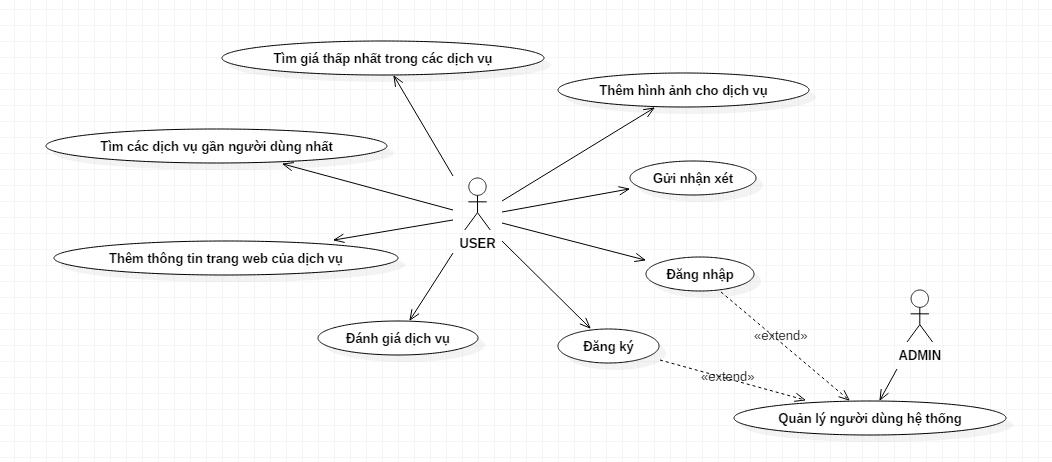 Tìm giá thấp nhất trong các dịch vụ
Thêm hình ảnh cho dịch vụ
Tìm các dịch vụ gần người dùng nhất
Gửi nhận xét
USER
Thêm thông tin trang web của dịch vụ
Đăng nhập
Đánh giá dịch vụ
Đăng ký
«extend»
ADMIN
«extend»
Quản lý người dùng hệ thống